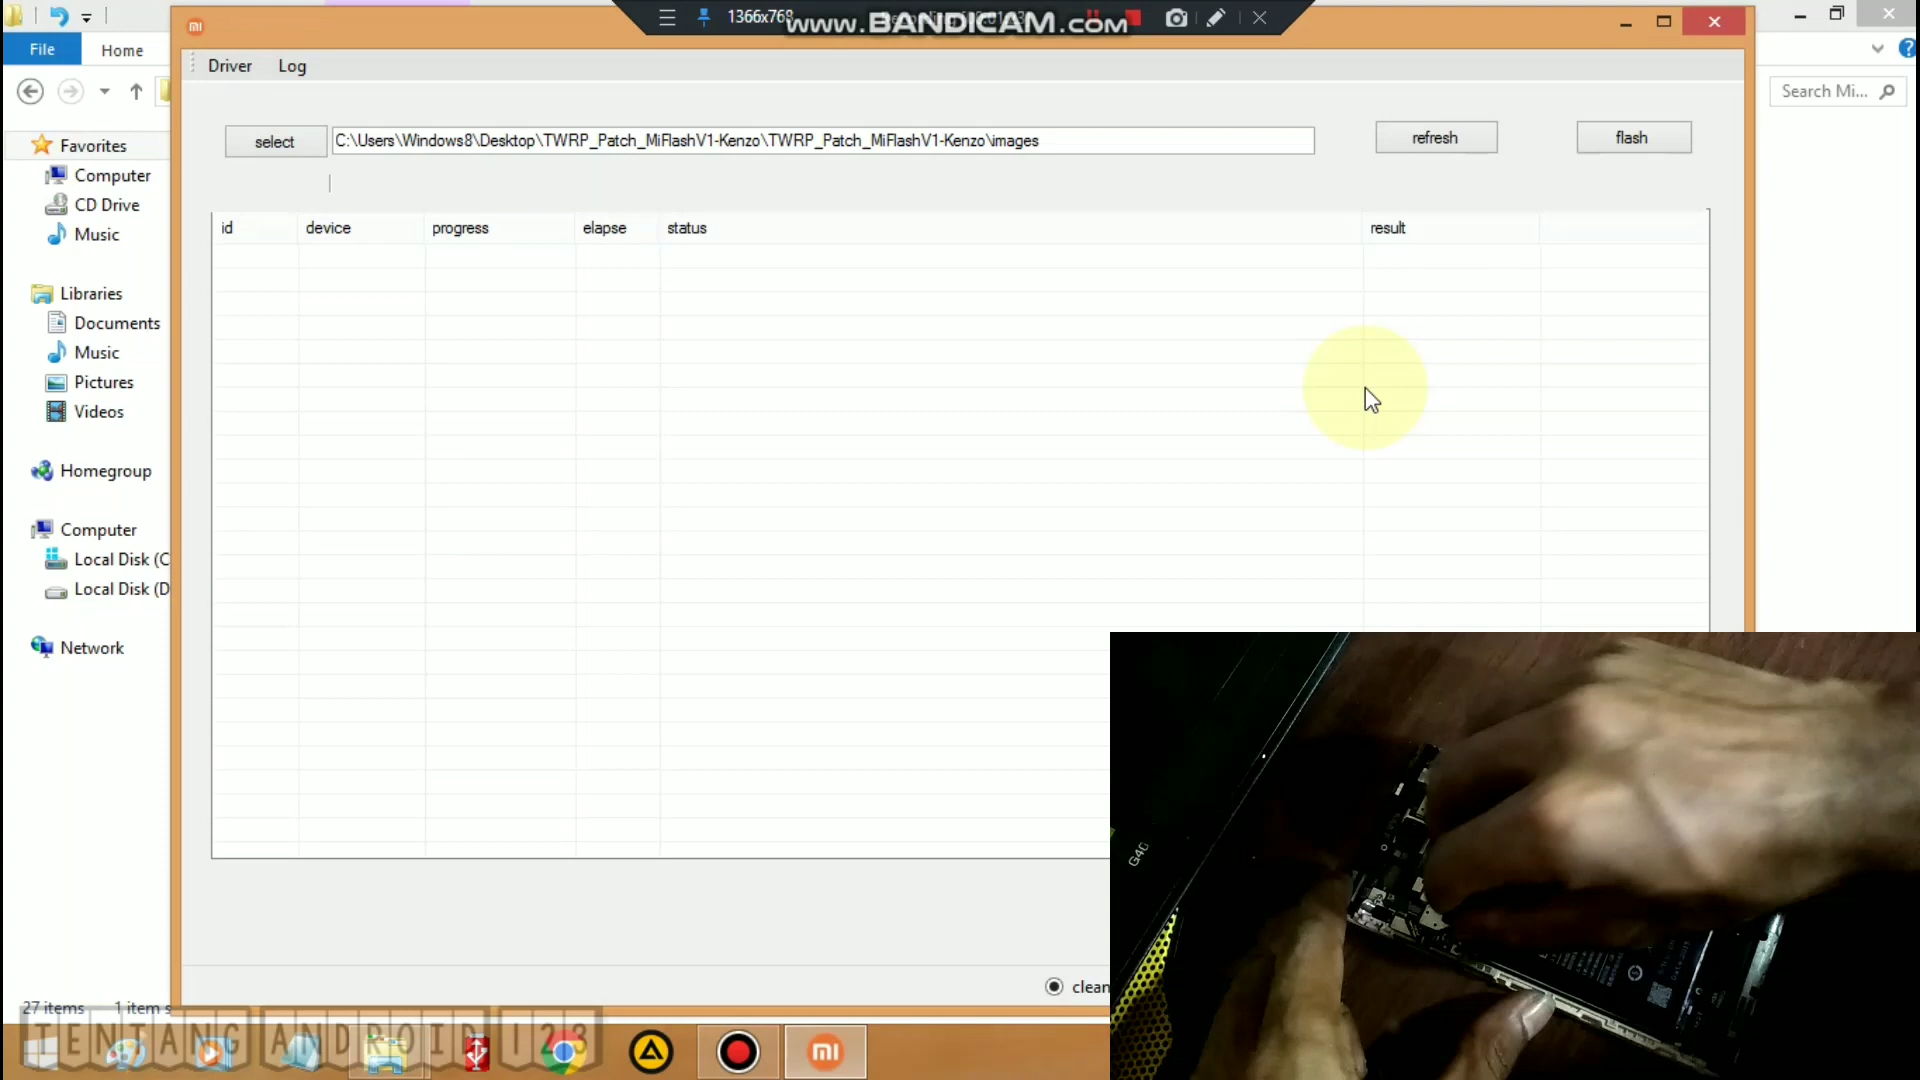 1366x768
www.BANDICAM.com
File
Home
Driver
Log
Search Mi...
select
C:\Users\Windows8\Desktop\TWRP_Patch_MiFlashV1-Kenzo\TWRP_Patch_MiFlashV1-Kenzo\images
refresh
flash
Favorites
Computer
CD Drive
Music
id
device
progress
elapse
status
result
Libraries
Documents
Music
Pictures
Videos
Homegroup
Computer
Local Disk (C
Local Disk (D
Network
G40
clean
27 items
1 item s
TENTANG ANDROID 123